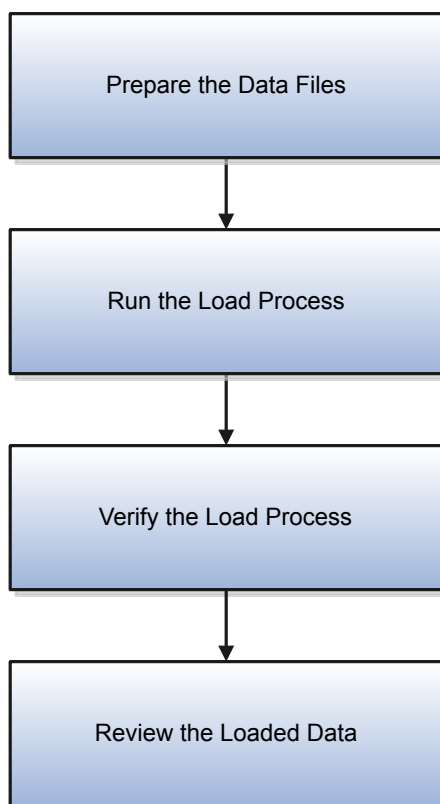 Prepare the Data Files
Run the Load Process
Verify the Load Process
Review the Loaded Data